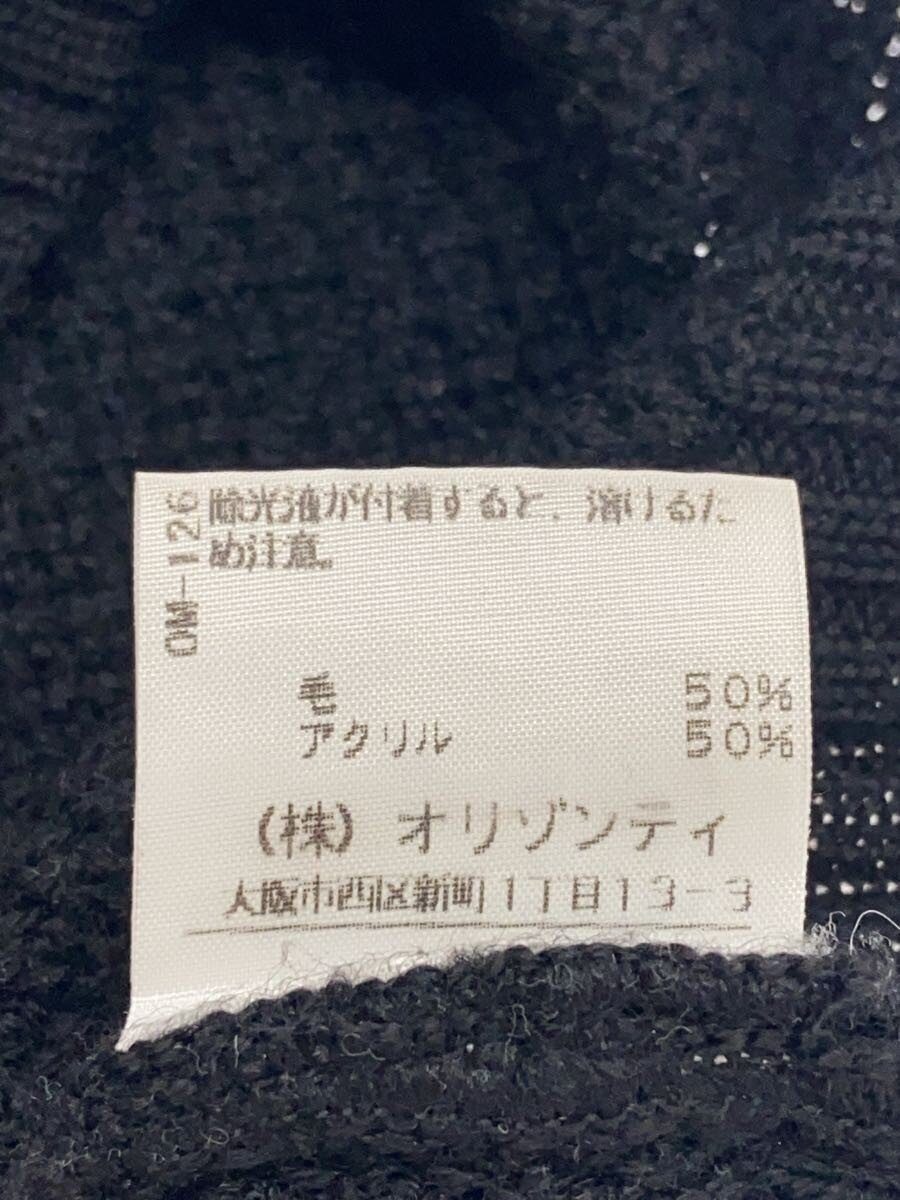 OM-126
除光液が付着すると、溶けるた
め注意。
毛 50%
アクリル 50%
(株) オリゾンティ
大阪市西区新町1丁目13-3